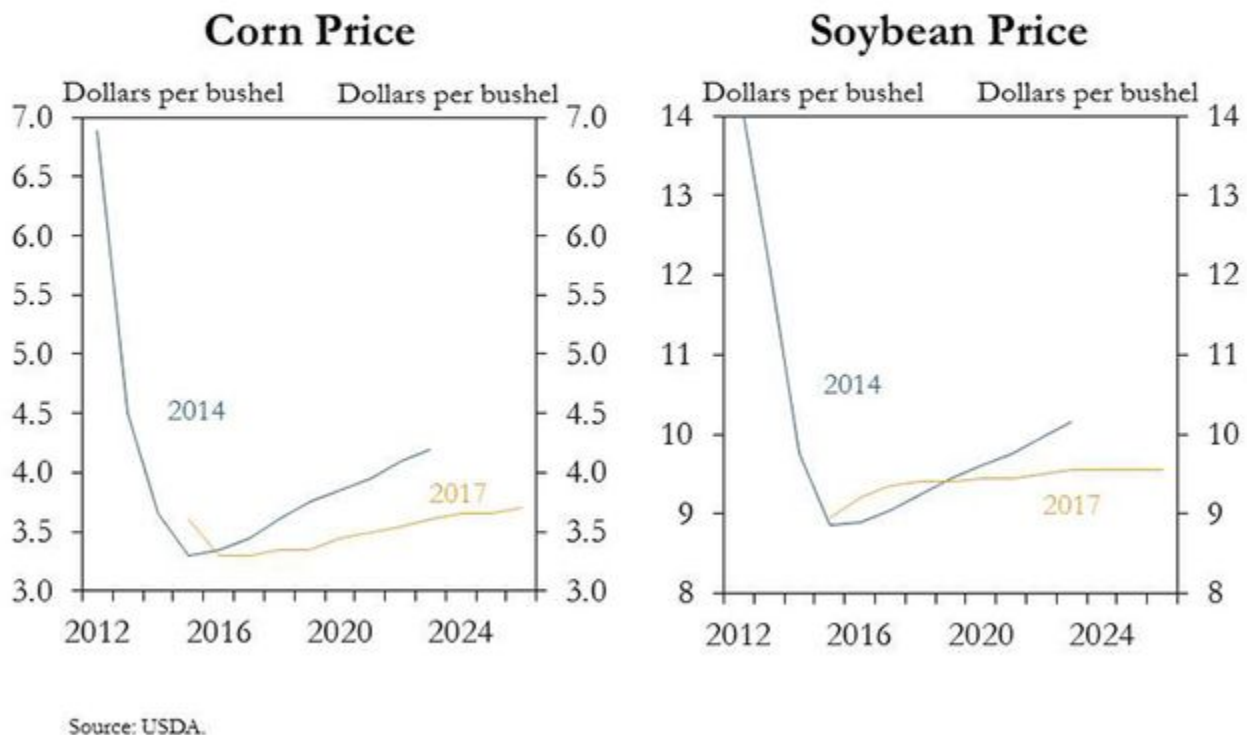 Corn Price
Dollars per bushel Dollars per bushel
7.0 7.0
6.5 6.5
6.0 6.0
5.5 5.5
5.0 5.0
4.5 2014 4.5
4.0 4.0
2017
3.5 3.5
3.0 3.0
2012 2016 2020 2024
Soybean Price
Dollars per bushel Dollars per bushel
14 14
13 13
12 12
11 11
2014
10 10
9 2017 9
8 8
2012 2016 2020 2024
Source: USDA.